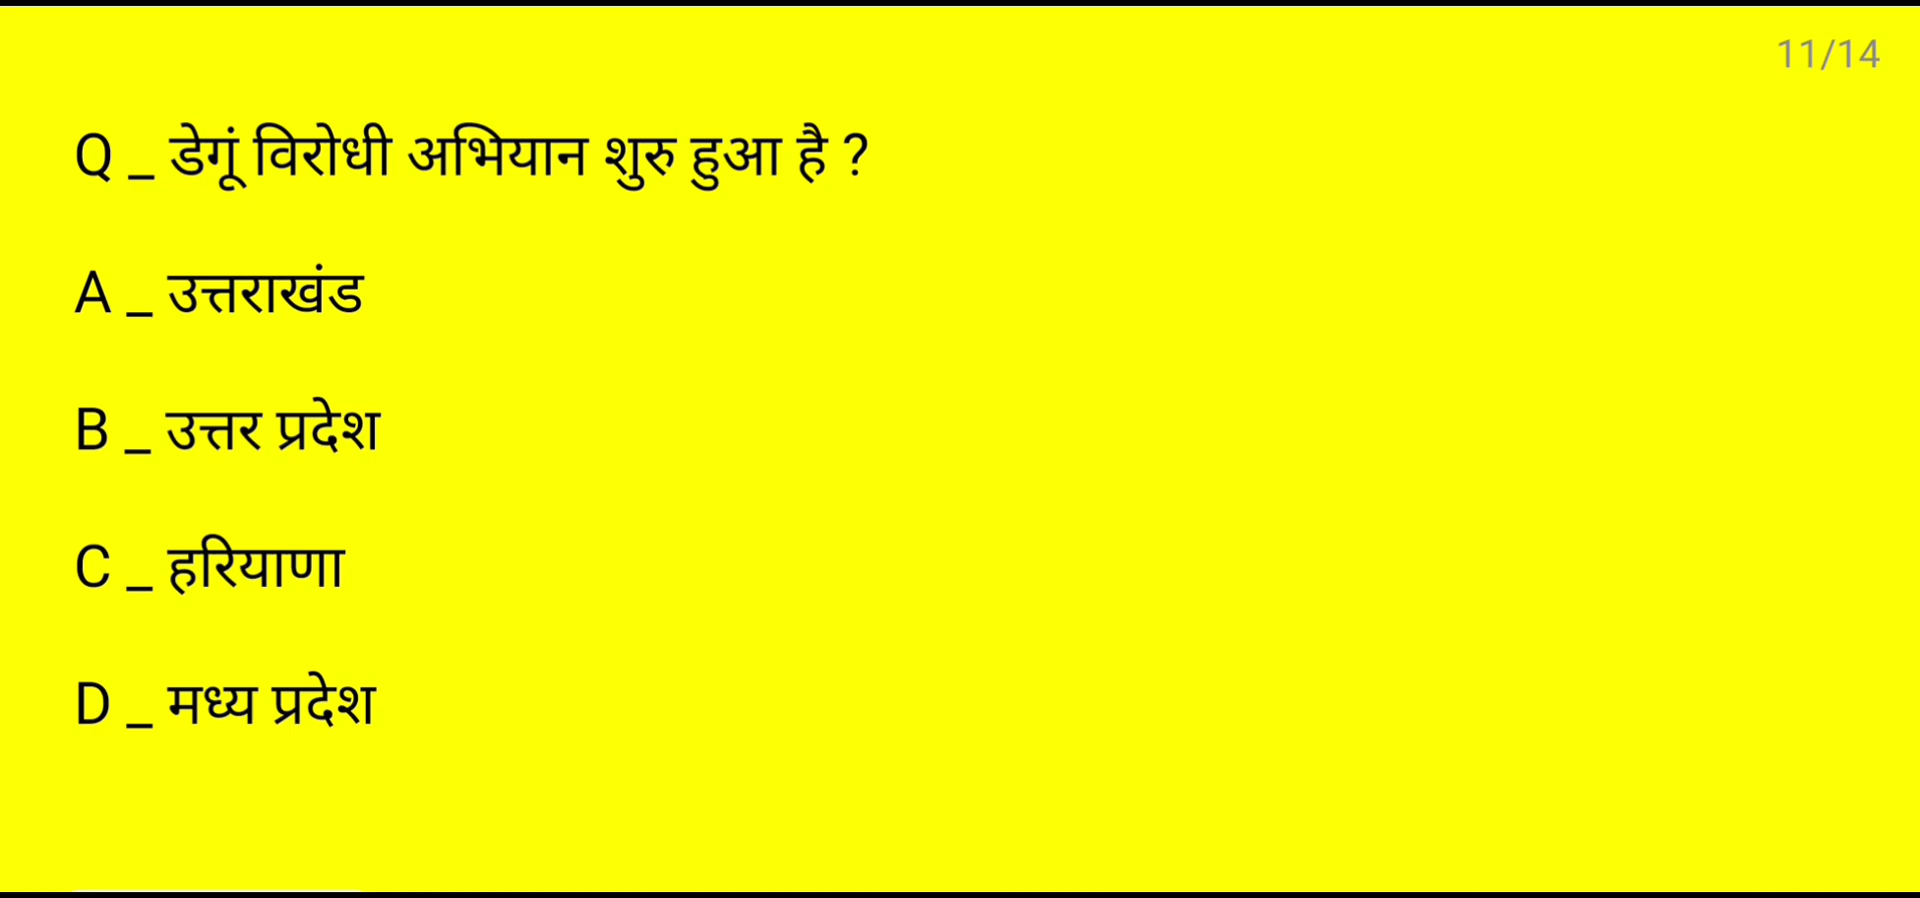 11/14
Q _ डेगूं विरोधी अभियान शुरु हुआ है ?
A _ उत्तराखंड
B _ उत्तर प्रदेश
C _ हरियाणा
D _ मध्य प्रदेश